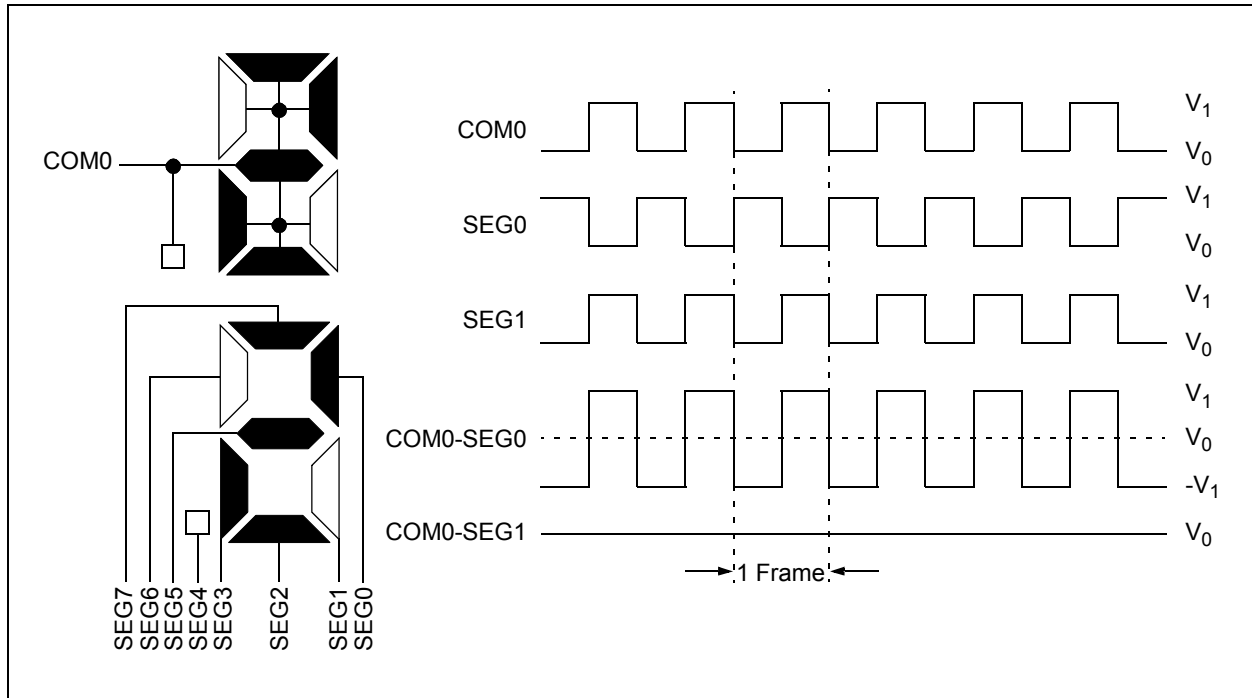 COM0
COM0
V1
V0
SEG0
V1
V0
SEG1
V1
V0
COM0-SEG0
V1
V0
-V1
COM0-SEG1
V0
1 Frame
SEG7
SEG6
SEG5
SEG4
SEG3
SEG2
SEG1
SEG0